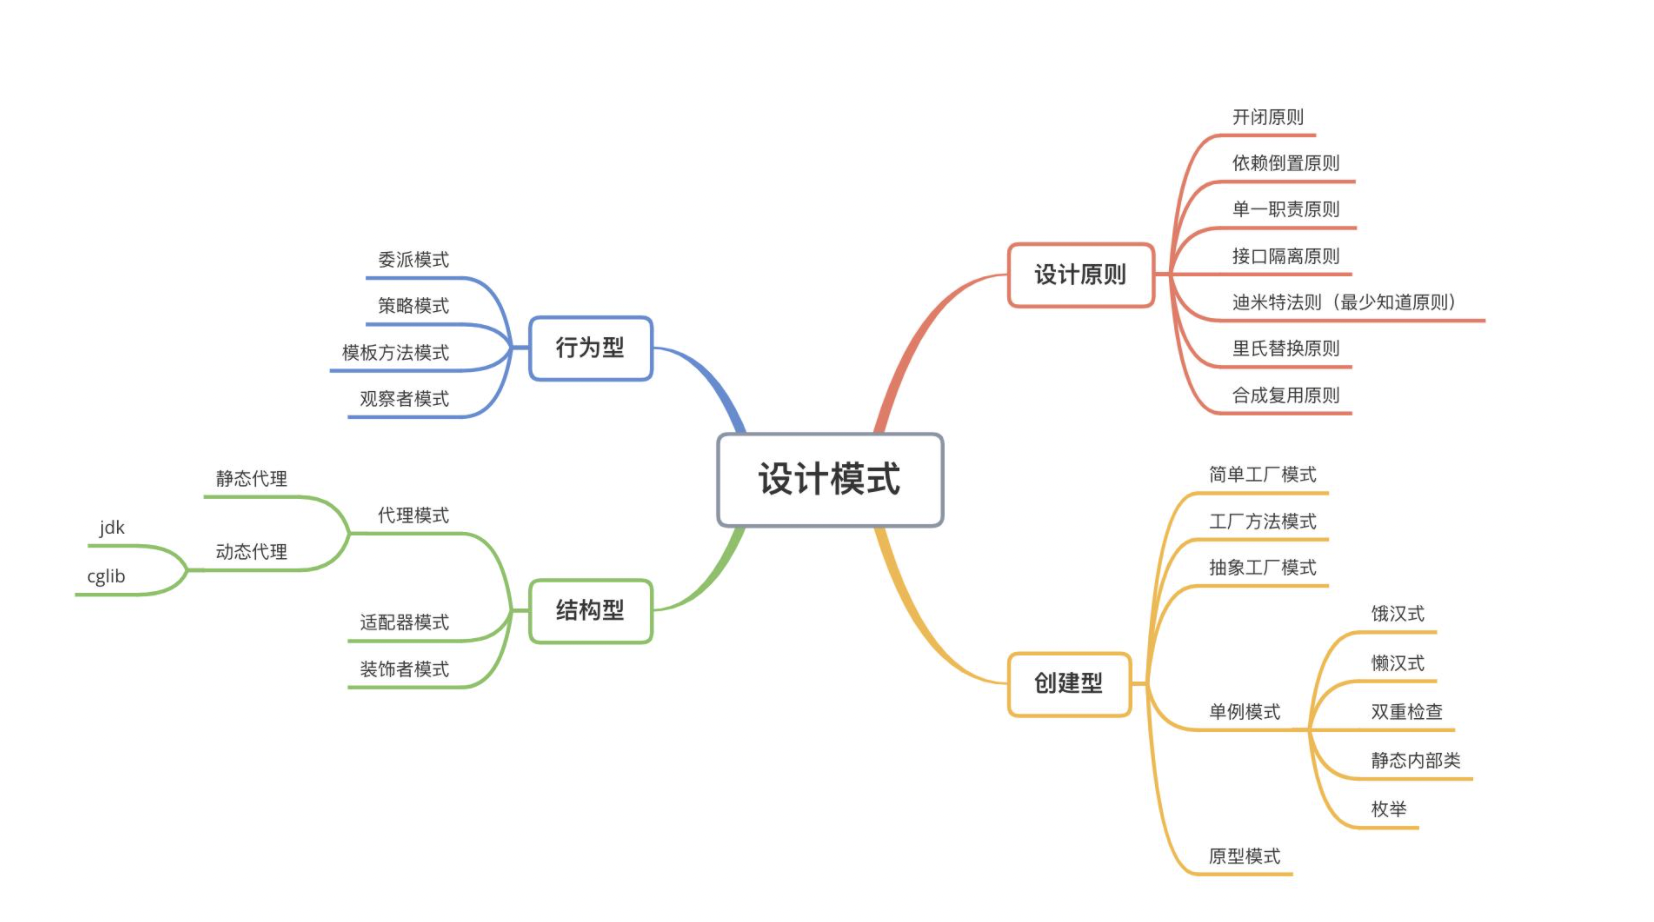 设计模式
设计原则
开闭原则
依赖倒置原则
单一职责原则
接口隔离原则
迪米特法则（最少知道原则）
里氏替换原则
合成复用原则
创建型
简单工厂模式
工厂方法模式
抽象工厂模式
单例模式
饿汉式
懒汉式
双重检查
静态内部类
枚举
原型模式
行为型
委派模式
策略模式
模板方法模式
观察者模式
结构型
代理模式
静态代理
动态代理
jdk
cglib
适配器模式
装饰者模式